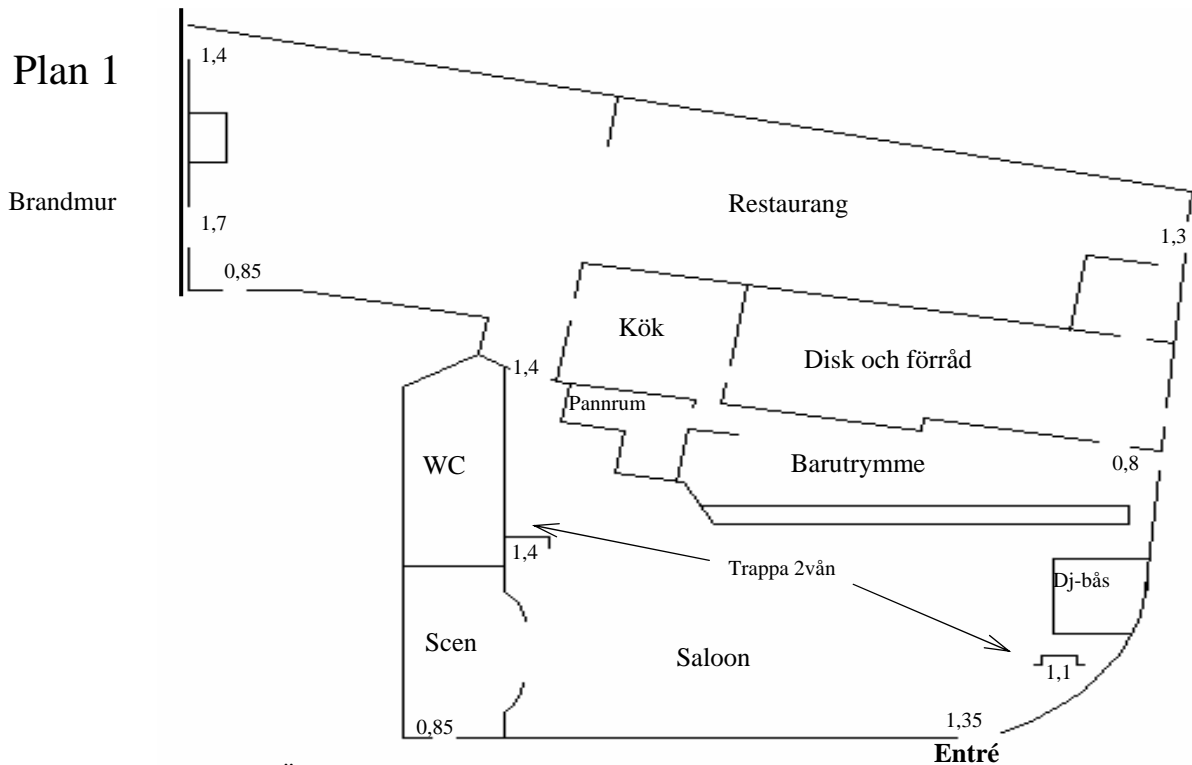 Plan 1
1,4
Brandmur
1,7
0,85
Restaurang
1,3
Kök
Disk och förråd
1,4
Pannrum
WC
Barutrymme
0,8
1,4
Trappa 2vån
Dj-bås
Scen
Saloon
1,1
0,85
1,35
Entré